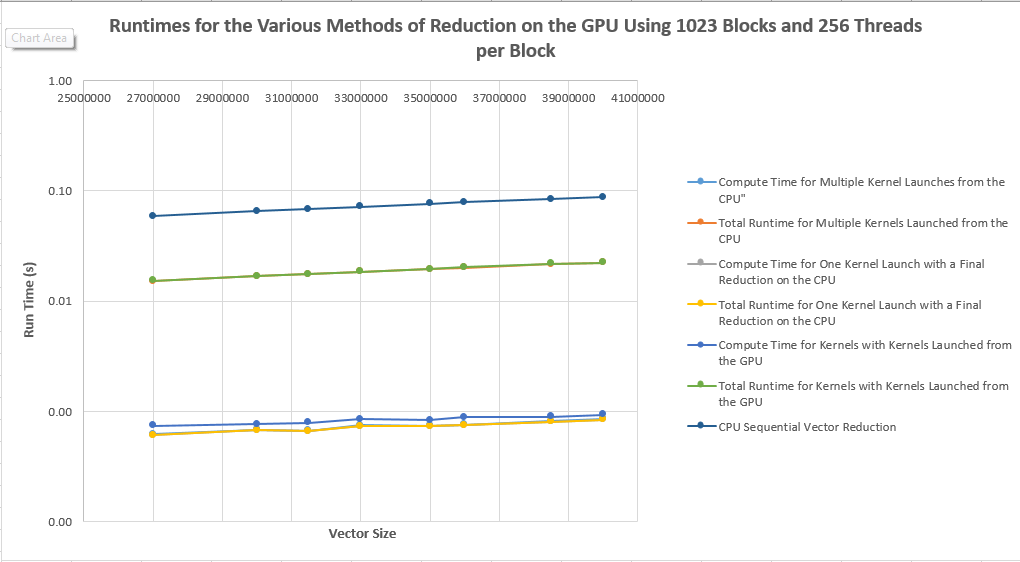 Runtimes for the Various Methods of Reduction on the GPU Using 1023 Blocks and 256 Threads
per Block
Chart Area
1.00
25000000 27000000 29000000 31000000 33000000 35000000 37000000 39000000 41000000
0.10
0.01
0.00
0.00
Run Time (s)
Vector Size
Compute Time for Multiple Kernel Launches from the
CPU"
Total Runtime for Multiple Kernels Launched from the
CPU
Compute Time for One Kernel Launch with a Final
Reduction on the CPU
Total Runtime for One Kernel Launch with a Final
Reduction on the CPU
Compute Time for Kernels with Kernels Launched from
the GPU
Total Runtime for Kernels with Kernels Launched from
the GPU
CPU Sequential Vector Reduction